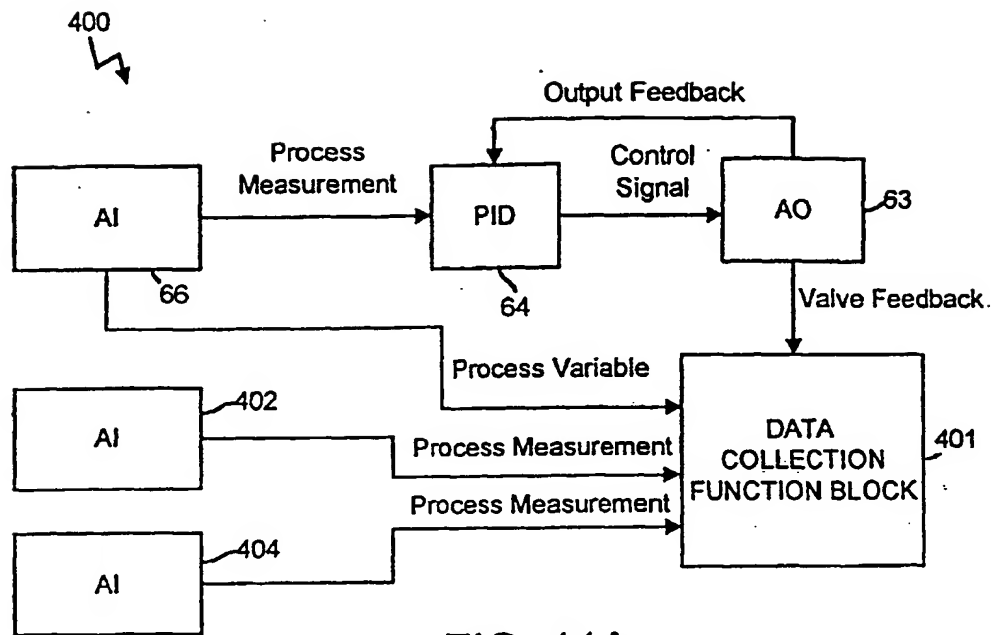 400
Output Feedback
Process
Measurement
Control
Signal
AI
PID
AO
63
66
64
Valve Feedback.
Process Variable
402
AI
Process Measurement
DATA
COLLECTION
FUNCTION BLOCK
401
Process Measurement
404
AI